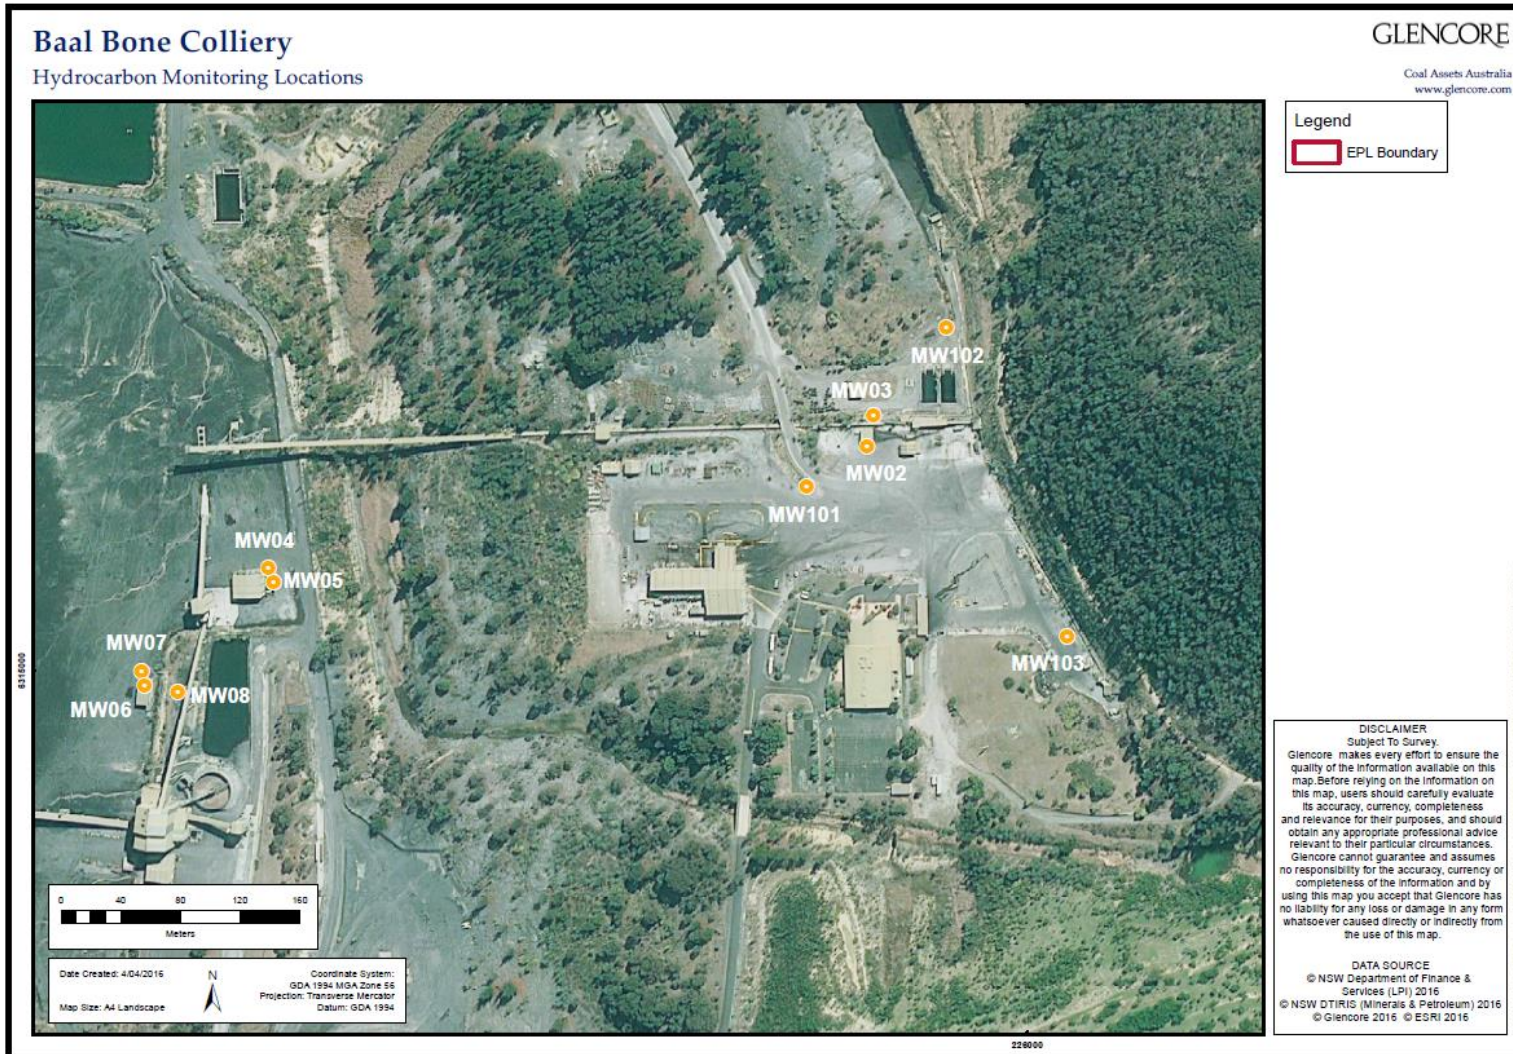 Baal Bone Colliery
Hydrocarbon Monitoring Locations
GLENCORE
Coal Assets Australia
www.glencore.com
Legend
EPL Boundary
MW102
MW03
MW02
MW101
MW04
MW05
MW07
MW103
MW08
MW06
6315000
0 40 80 120 160
Meters
Date Created: 4/04/2016
Map Size: A4 Landscape
N
Coordinate System:
GDA 1994 MGA Zone 56
Projection: Transverse Mercator
Datum: GDA 1994
226000
DISCLAIMER
Subject To Survey.
Glencore makes every effort to ensure the
quality of the information available on this
map.Before relying on the information on
this map, users should carefully evaluate
its accuracy, currency, completeness
and relevance for their purposes, and should
obtain any appropriate professional advice
relevant to their particular circumstances.
Glencore cannot guarantee and assumes
no responsibility for the accuracy, currency or
completeness of the information and by
using this map you accept that Glencore has
no liability for any loss or damage in any form
whatsoever caused directly or indirectly from
the use of this map.
DATA SOURCE
© NSW Department of Finance &
Services (LPI) 2016
© NSW DTIRIS (Minerals & Petroleum) 2016
© Glencore 2016 © ESRI 2016